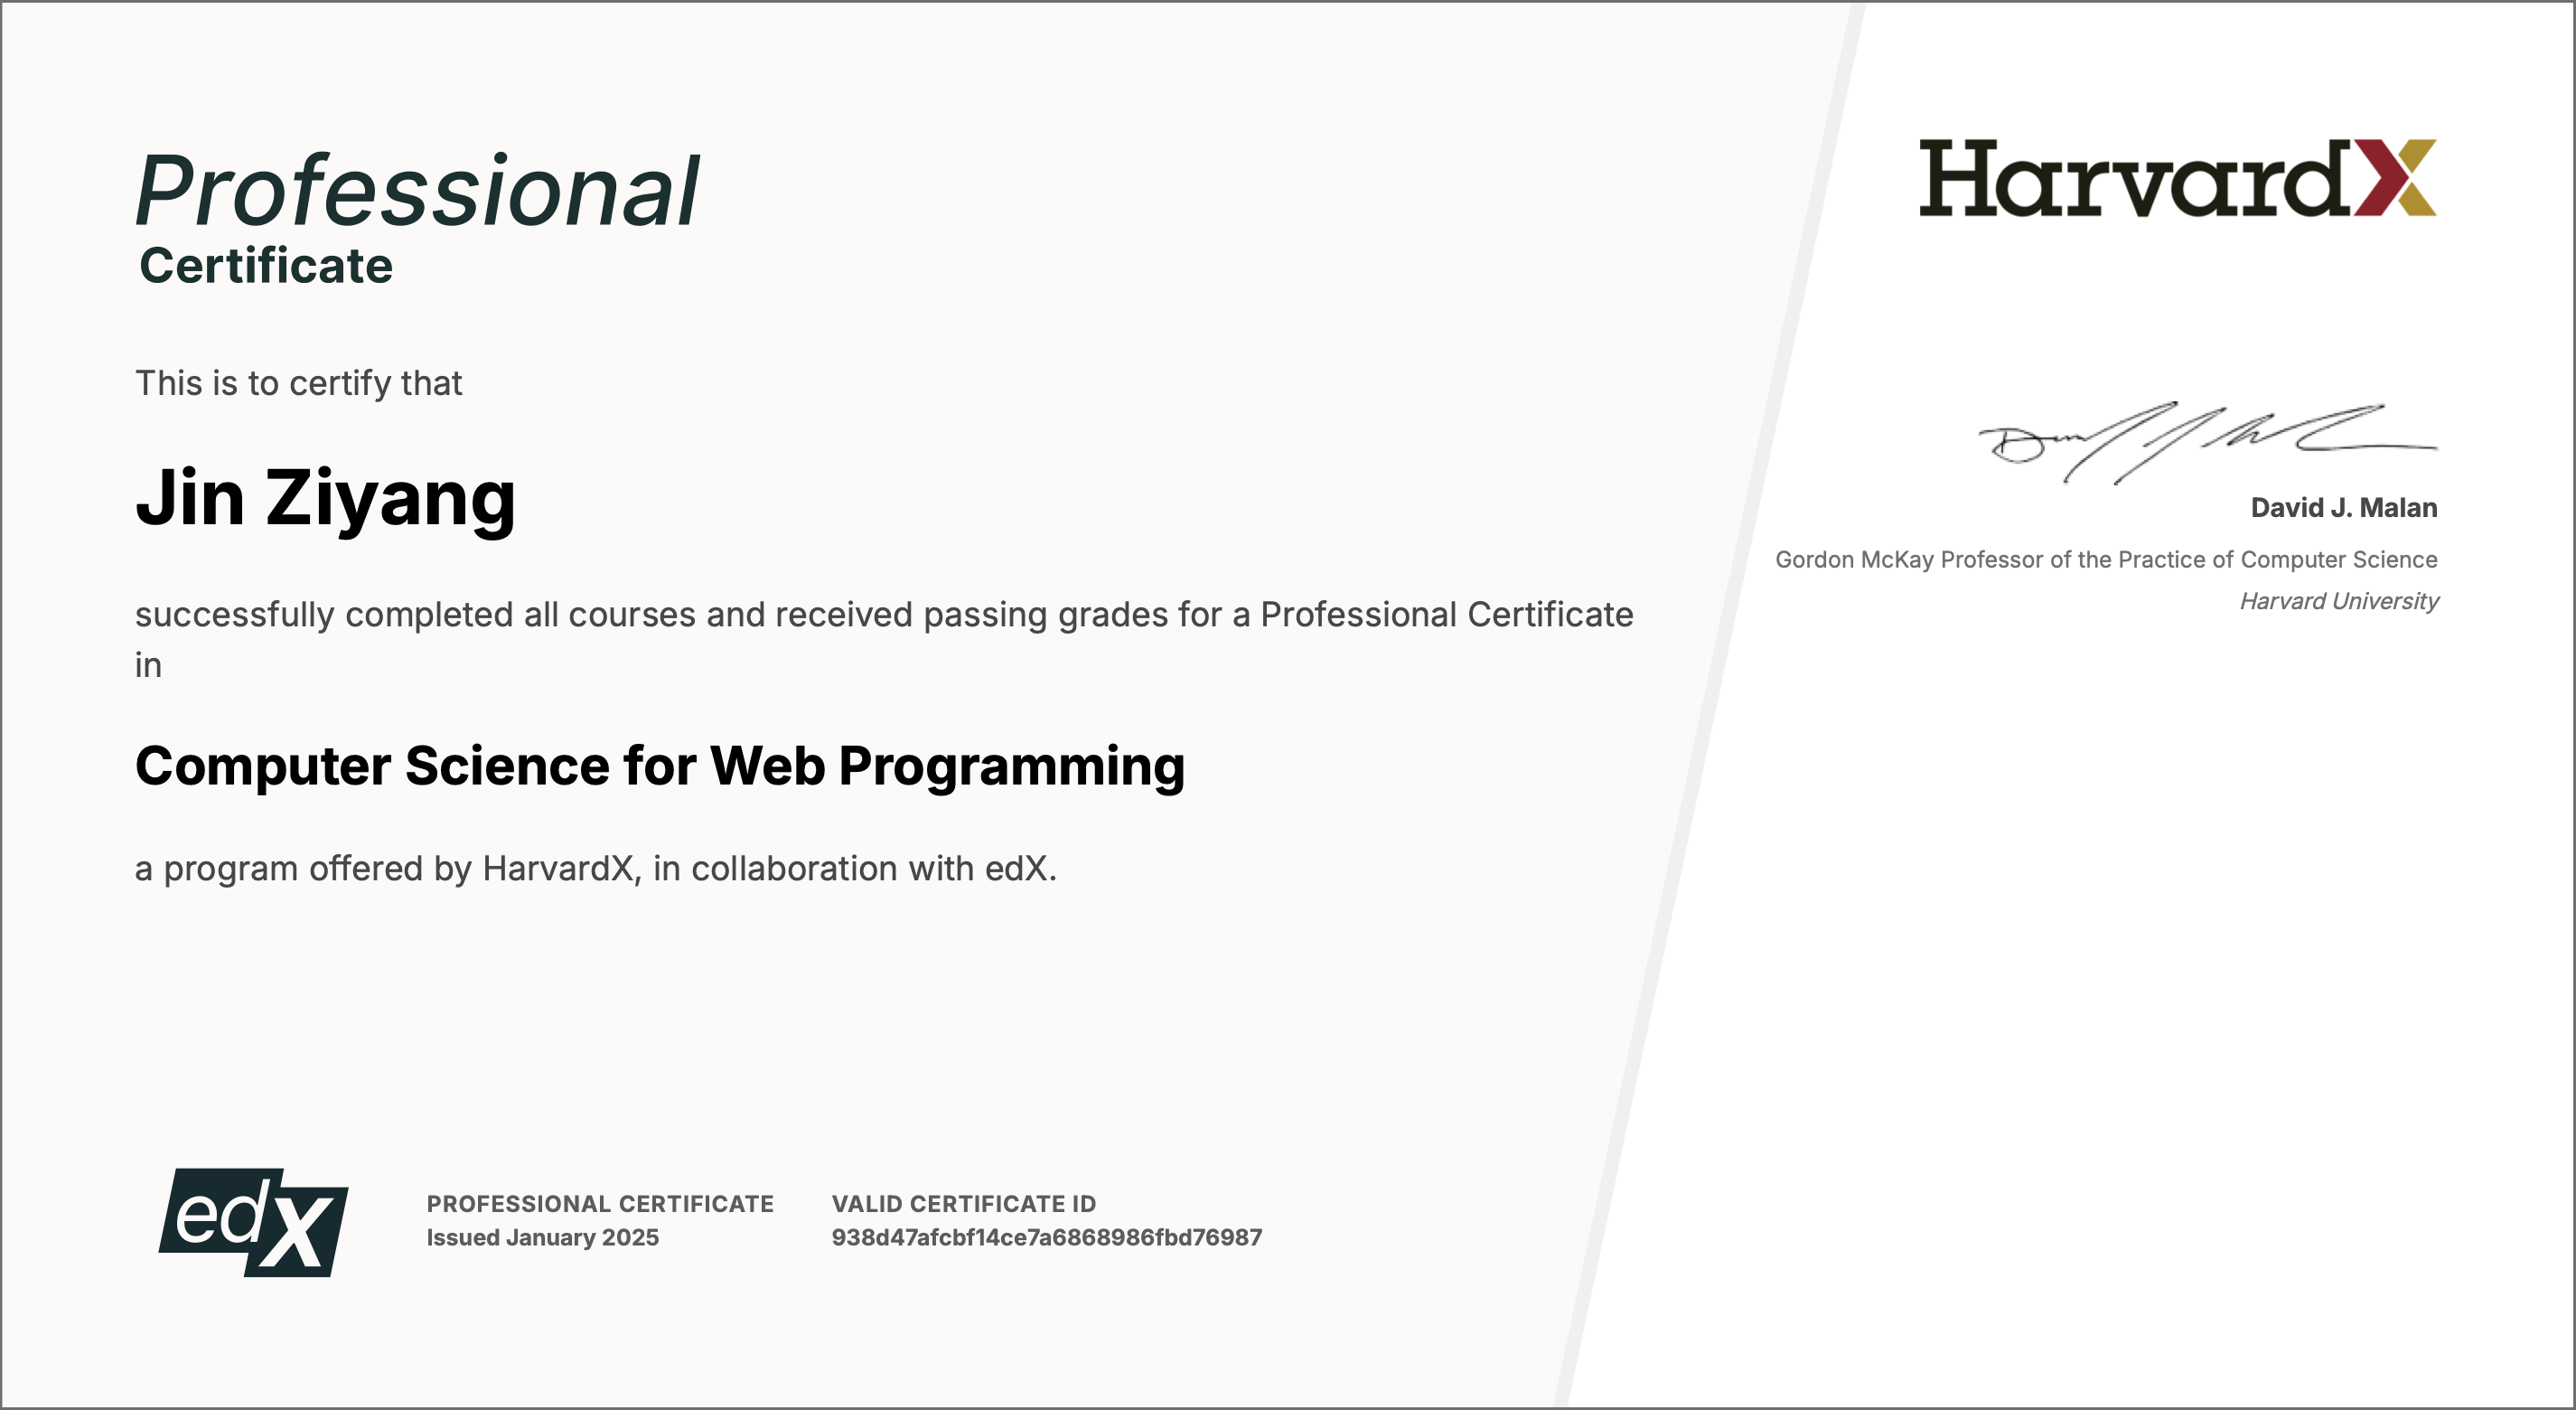 Professional
Certificate
This is to certify that
Jin Ziyang
successfully completed all courses and received passing grades for a Professional Certificate
in
Computer Science for Web Programming
a program offered by HarvardX, in collaboration with edX.
edX
PROFESSIONAL CERTIFICATE
Issued January 2025
VALID CERTIFICATE ID
938d47afcbf14ce7a6868986fbd76987
HarvardX
David J. Malan
Gordon McKay Professor of the Practice of Computer Science
Harvard University